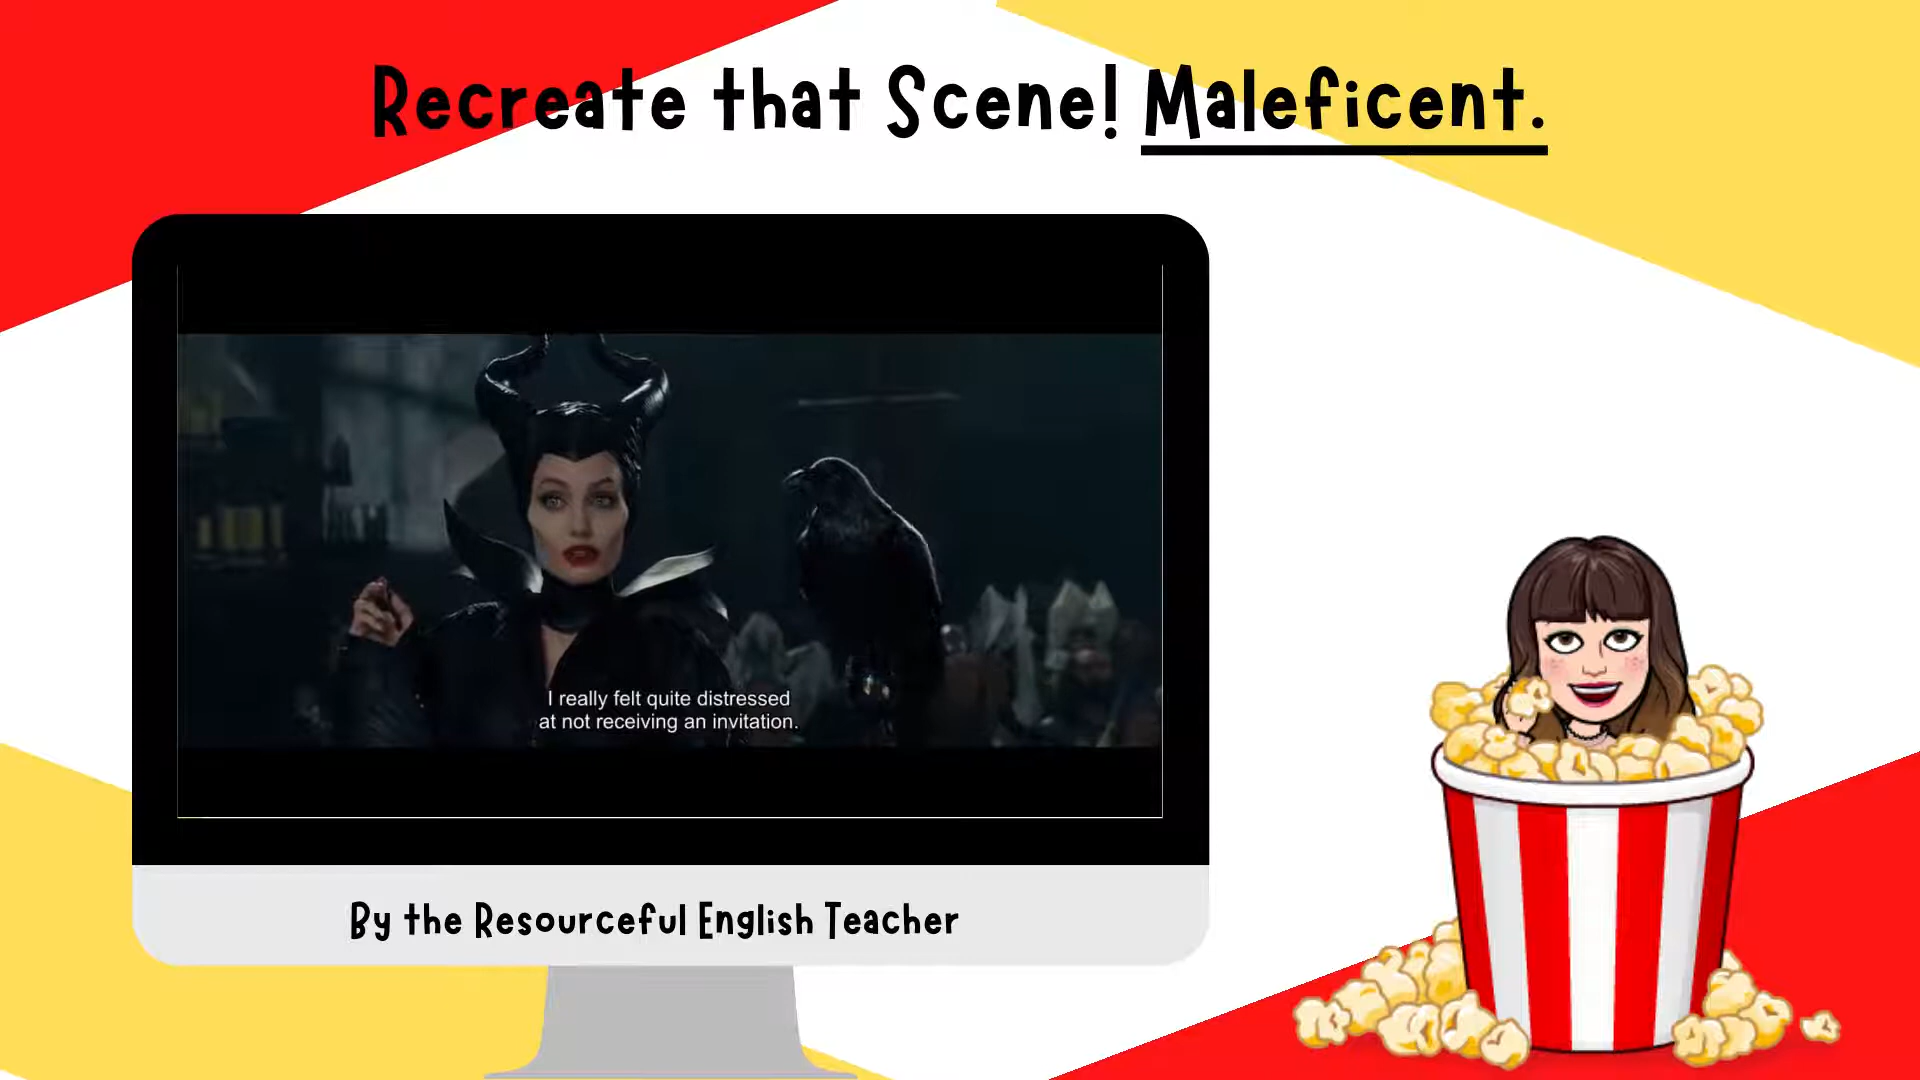 Recreate that Scene! Maleficent.
I really felt quite distressed
at not receiving an invitation.
By the Resourceful English Teacher